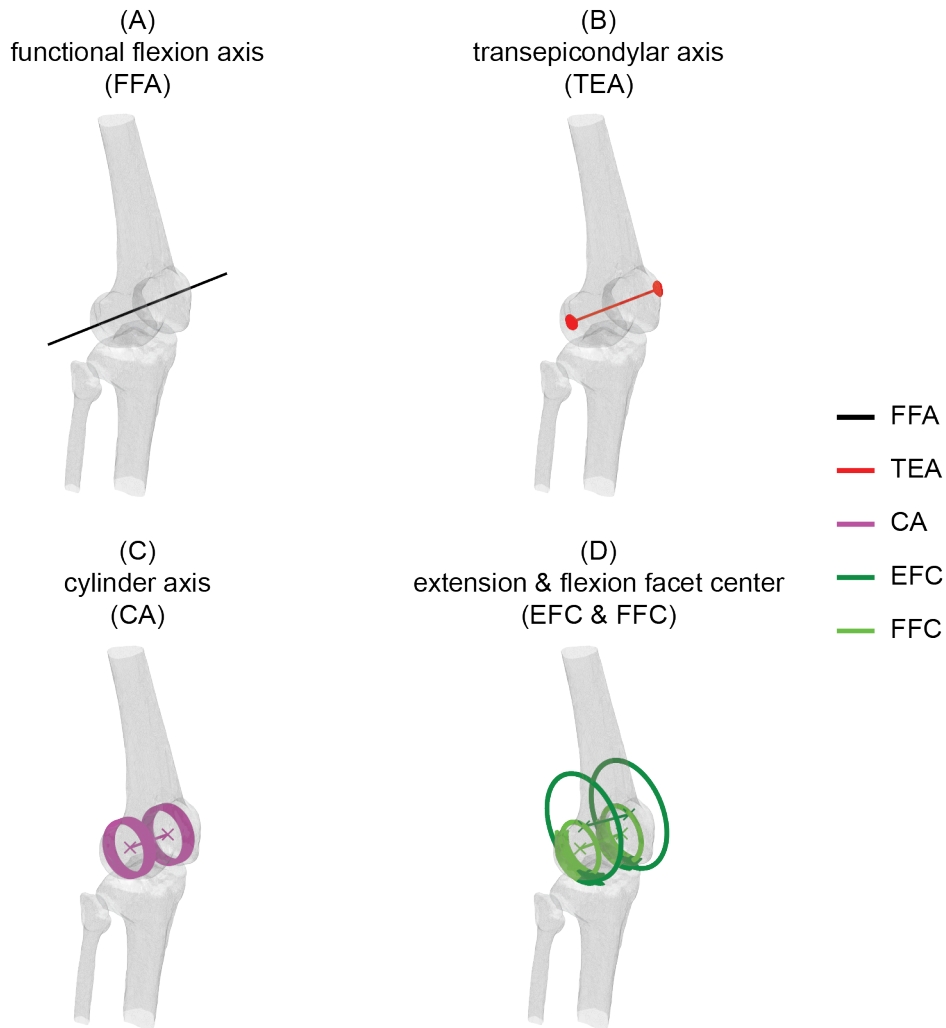 (A)
functional flexion axis
(FFA)
(B)
transepicondylar axis
(TEA)
FFA
TEA
CA
EFC
FFC
(C)
cylinder axis
(CA)
(D)
extension & flexion facet center
(EFC & FFC)